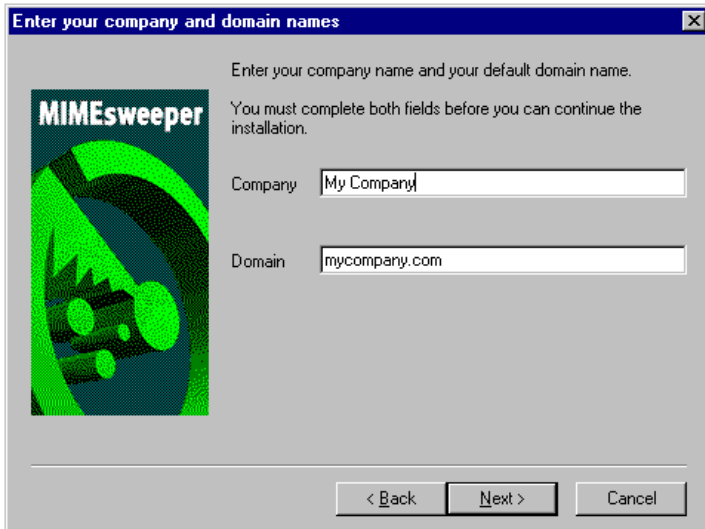 Enter your company and domain names
Enter your company name and your default domain name.
MIMEsweeper
You must complete both fields before you can continue the
installation.
Company
My Company
Domain
mycompany.com
< Back
Next >
Cancel